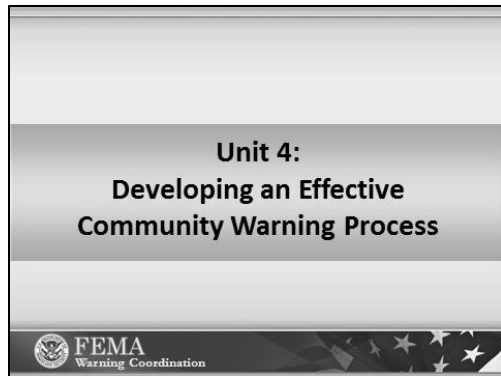 Unit 4:
Developing an Effective
Community Warning Process
FEMA
Warning Coordination